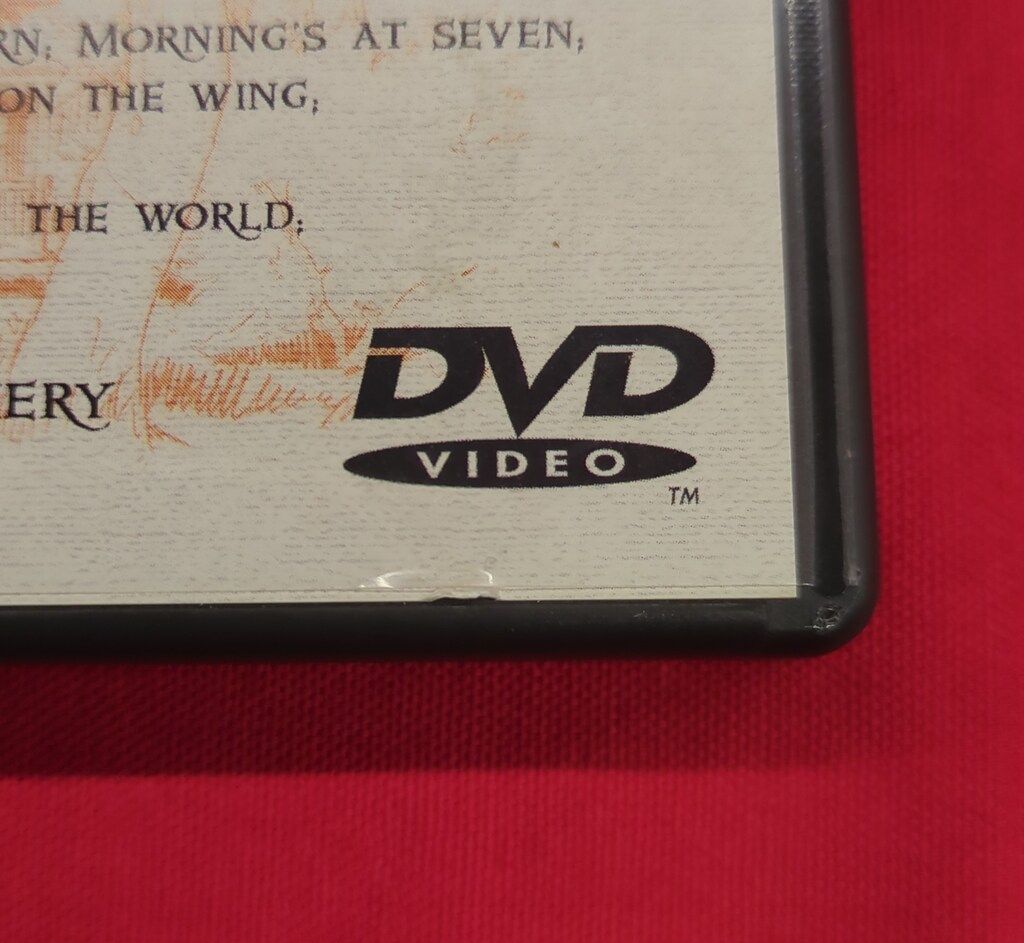 RN; MORNING'S AT SEVEN;
ON THE WING;
THE WORLD;
ERY
DVD
VIDEO
TM